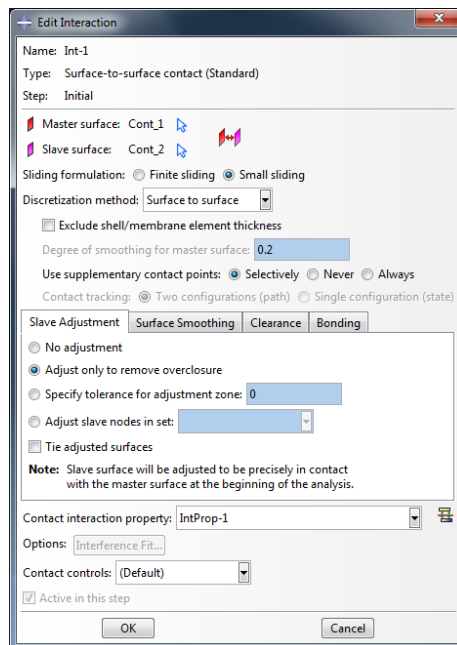 Edit Interaction
Name: Int-1
Type: Surface-to-surface contact (Standard)
Step: Initial
Master surface: Cont_1
Slave surface: Cont_2
Sliding formulation: Finite sliding Small sliding
Discretization method: Surface to surface
Exclude shell/membrane element thickness
Degree of smoothing for master surface: 0.2
Use supplementary contact points: Selectively Never Always
Contact tracking: Two configurations (path) Single configuration (state)
Slave Adjustment Surface Smoothing Clearance Bonding
No adjustment
Adjust only to remove overclosure
Specify tolerance for adjustment zone: 0
Adjust slave nodes in set:
Tie adjusted surfaces
Note: Slave surface will be adjusted to be precisely in contact
with the master surface at the beginning of the analysis.
Contact interaction property: IntProp-1
Options: Interference Fit...
Contact controls: (Default)
Active in this step
OK Cancel